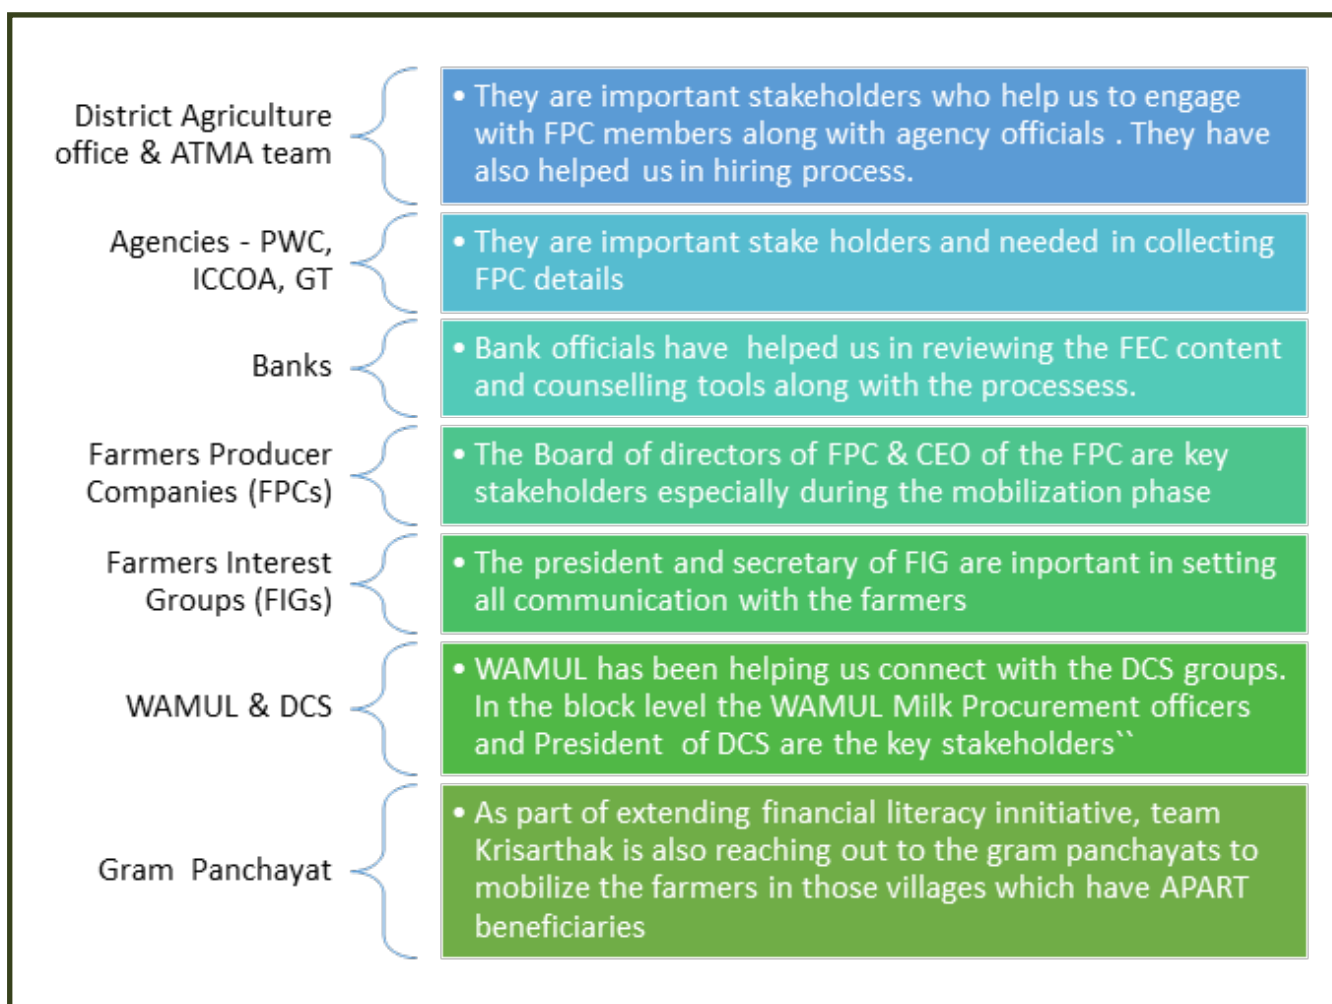 District Agriculture
office & ATMA team
• They are important stakeholders who help us to engage
with FPC members along with agency officials . They have
also helped us in hiring process.
Agencies - PWC,
ICCOA, GT
• They are important stake holders and needed in collecting
FPC details
Banks
• Bank officials have helped us in reviewing the FEC content
and counselling tools along with the processess.
Farmers Producer
Companies (FPCs)
• The Board of directors of FPC & CEO of the FPC are key
stakeholders especially during the mobilization phase
Farmers Interest
Groups (FIGs)
• The president and secretary of FIG are inportant in setting
all communication with the farmers
WAMUL & DCS
• WAMUL has been helping us connect with the DCS groups.
In the block level the WAMUL Milk Procurement officers
and President of DCS are the key stakeholders``
Gram Panchayat
• As part of extending financial literacy innitiative, team
Krisarthak is also reaching out to the gram panchayats to
mobilize the farmers in those villages which have APART
beneficiaries